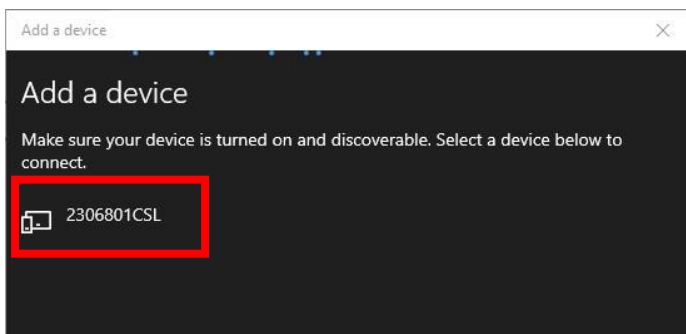 Add a device
Add a device
Make sure your device is turned on and discoverable. Select a device below to
connect.
2306801CSL